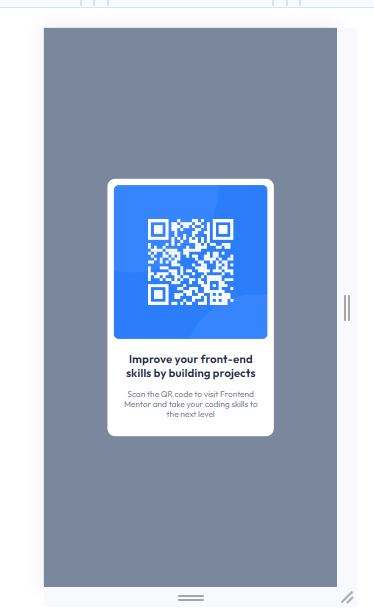 Improve your front-end
skills by building projects
Scan the QR code to visit Frontend
Mentor and take your coding skills to
the next level